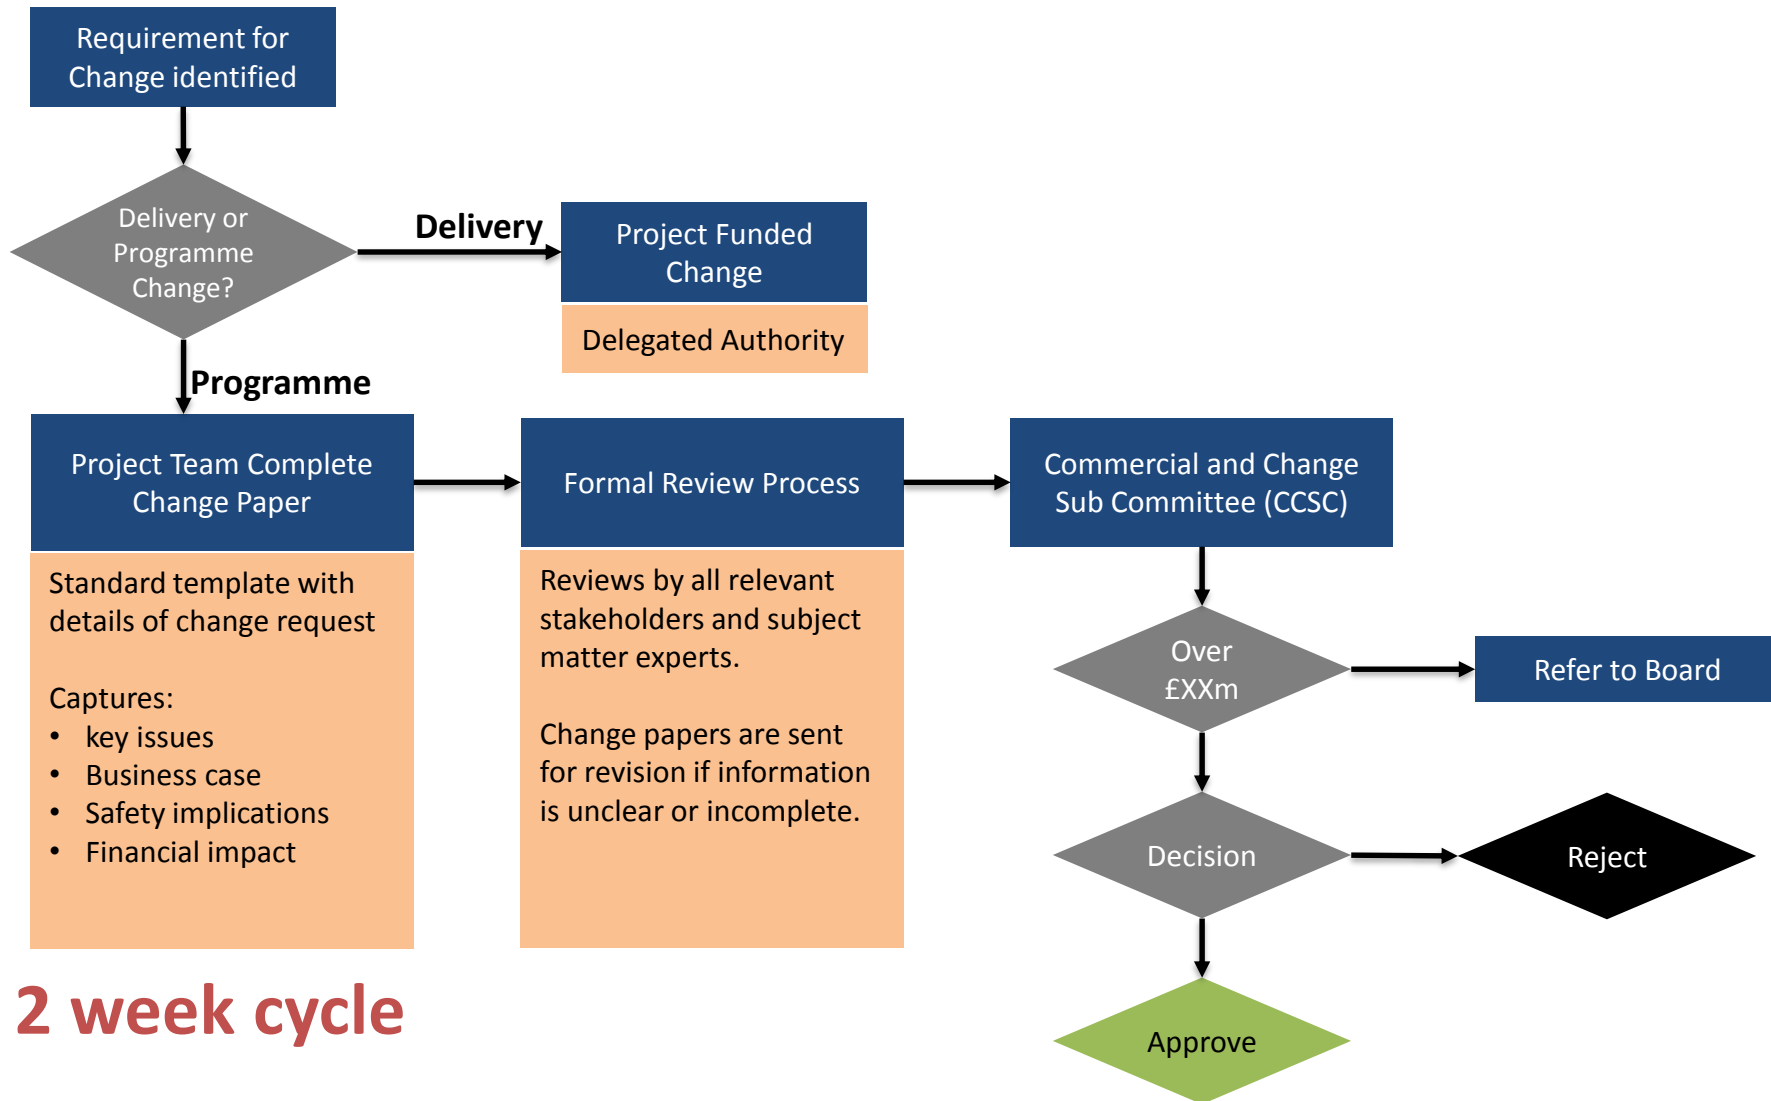 Requirement for
Change identified
Delivery or
Programme
Change?
Delivery
Project Funded
Change
Delegated Authority
Programme
Project Team Complete
Change Paper
Standard template with
details of change request
Captures:
• key issues
• Business case
• Safety implications
• Financial impact
Formal Review Process
Reviews by all relevant
stakeholders and subject
matter experts.
Change papers are sent
for revision if information
is unclear or incomplete.
Commercial and Change
Sub Committee (CCSC)
Over
£XXm
Refer to Board
Decision
Reject
Approve
2 week cycle